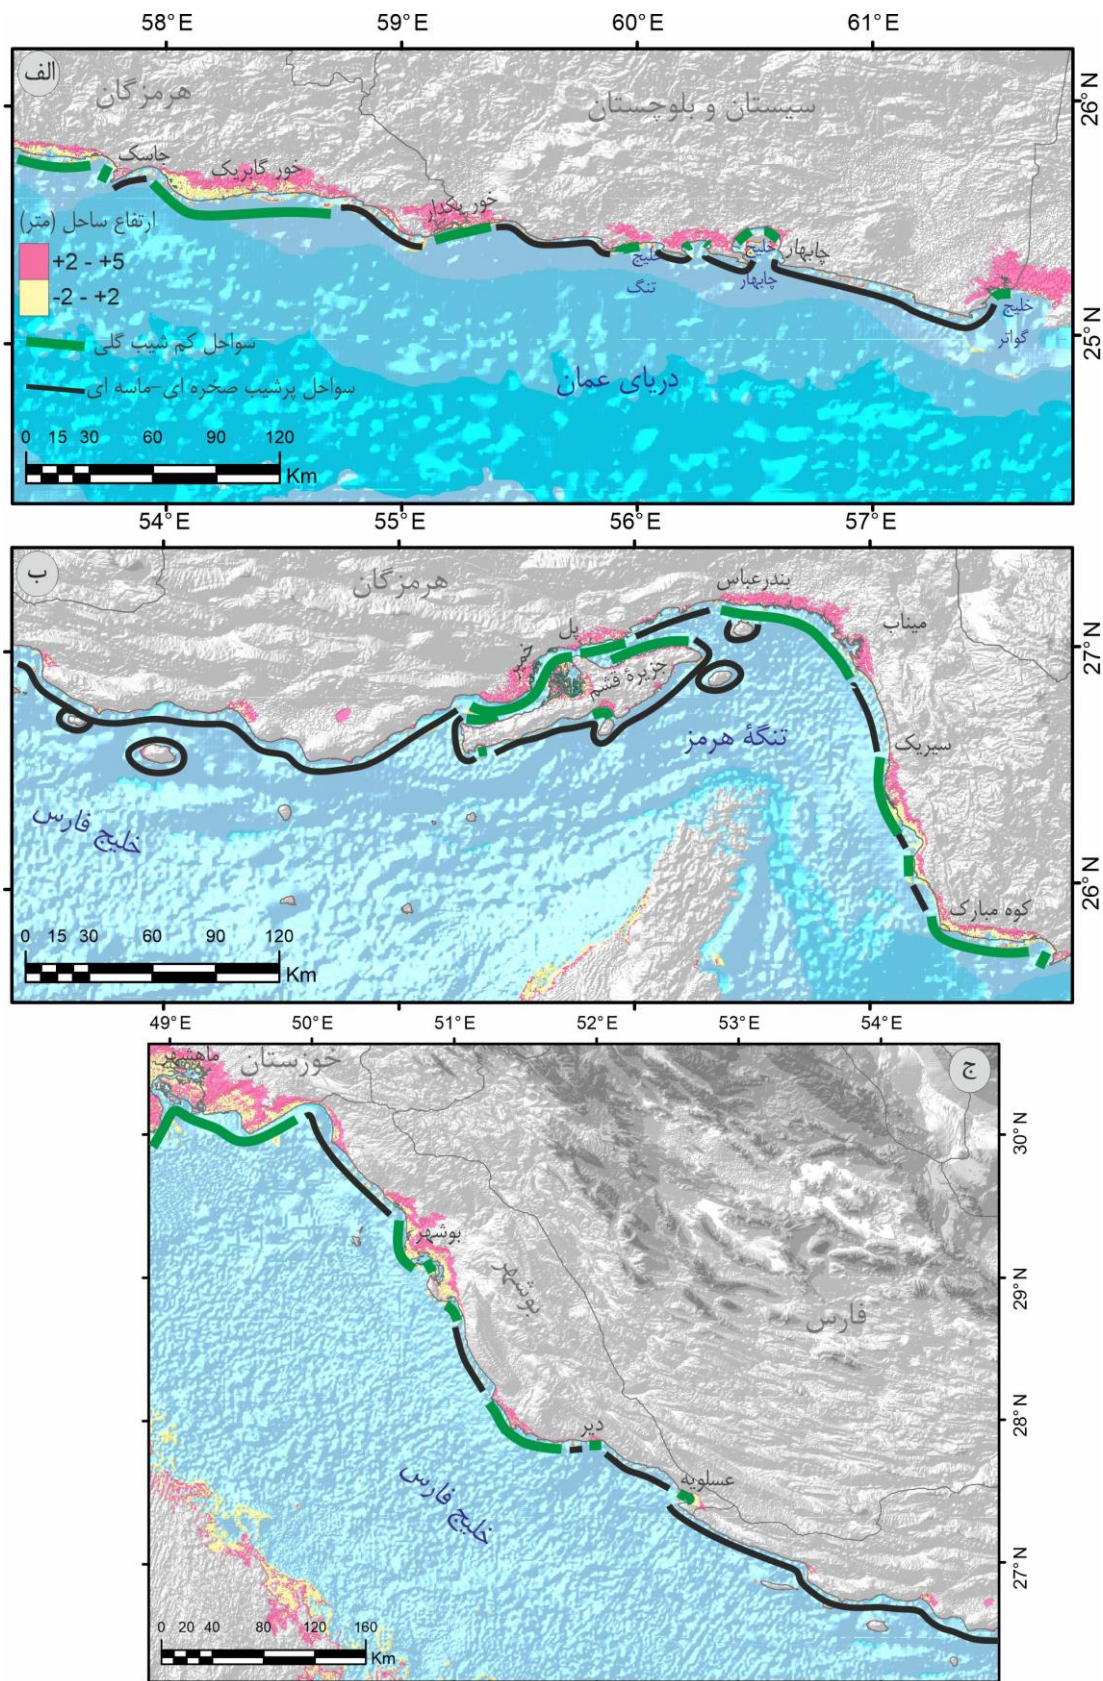 58°E 59°E 60°E 61°E
الف
هرمزگان
سیستان و بلوچستان
26°N
جاسک
خور گابریک
خور یکدار
خلیج
تنگ
خلیج
چابهار
چابهار
خلیج
گواتر
25°N
ارتفاع ساحل (متر)
+2 - +5
-2 - +2
سواحل کم شیب گلی
سواحل پرشیب صخره ای-ماسه ای
دریای عمان
0 15 30 60 90 120
Km
54°E 55°E 56°E 57°E
ب
هرمزگان
بندرعباس
میناب
پل
خمیر
جزیرهٔ قشم
27°N
تنگهٔ هرمز
سیریک
خلیج فارس
26°N
کوه مبارک
0 15 30 60 90 120
Km
49°E 50°E 51°E 52°E 53°E 54°E
ج
ماهشهر
خوزستان
30°N
بوشهر
بوشهر
29°N
فارس
28°N
دیر
عسلویه
خلیج فارس
27°N
0 20 40 80 120 160
Km